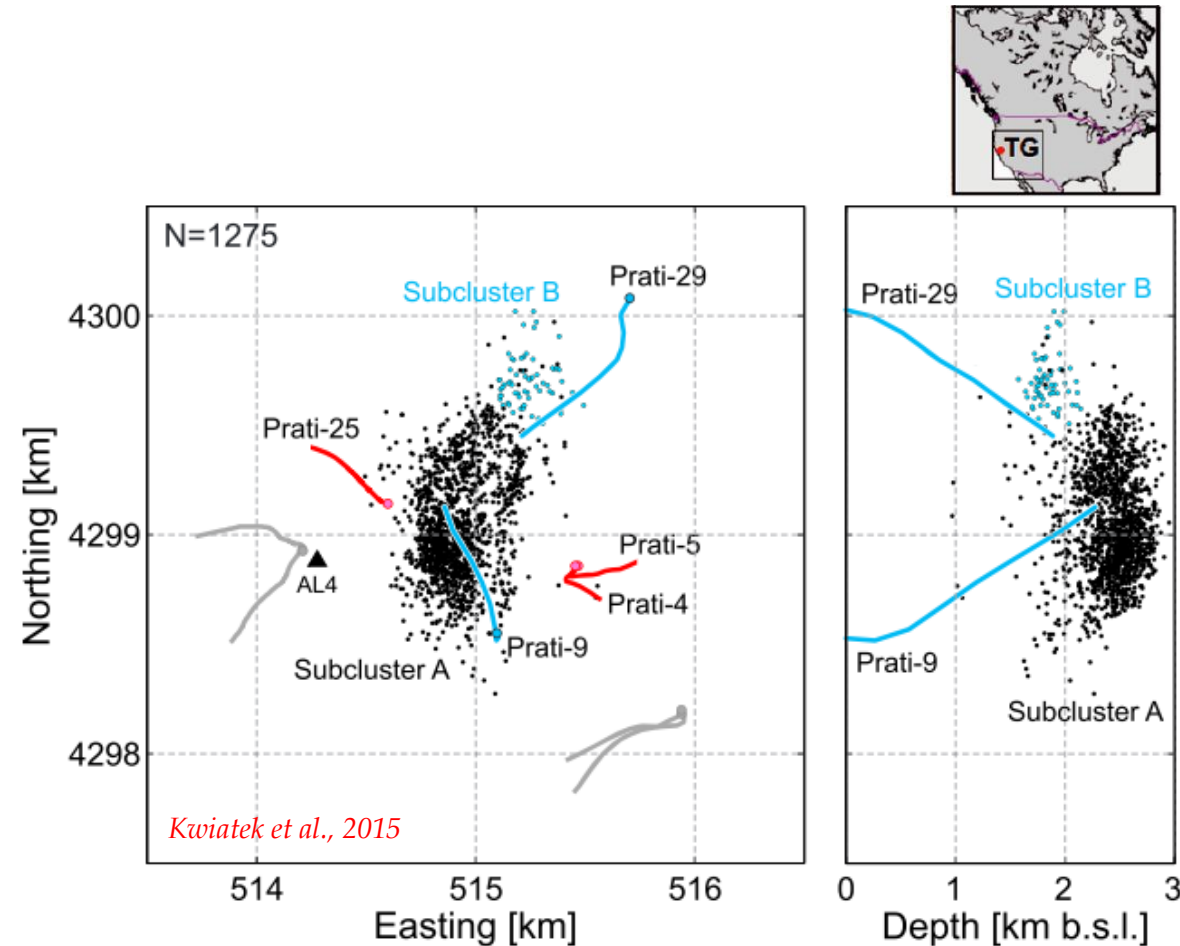 TG
N=1275
Prati-29
Subcluster B
4300
Prati-25
4299
AL4
Prati-5
Prati-4
Prati-9
Subcluster A
4298
Kwiatek et al., 2015
Northing [km]
514
515
516
Easting [km]
Prati-29
Subcluster B
Prati-9
Subcluster A
0
1
2
3
Depth [km b.s.l.]